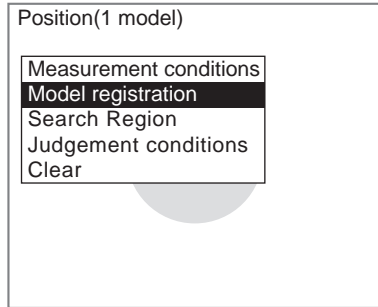 Position(1 model)
Measurement conditions
Model registration
Search Region
Judgement conditions
Clear